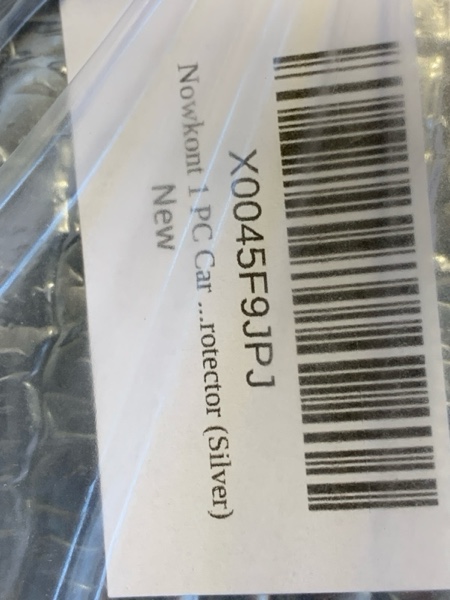 X0045F9JPJ
Nowkont 1 PC Car ...rotector (Silver)
New